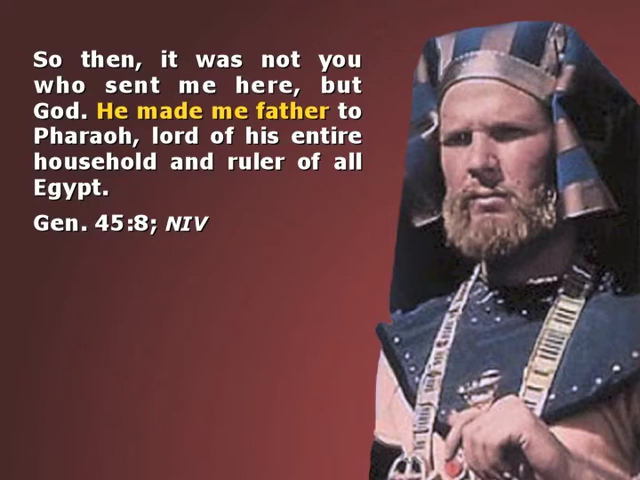 So then, it was not you
who sent me here, but
God. He made me father to
Pharaoh, lord of his entire
household and ruler of all
Egypt.
Gen. 45:8; NIV